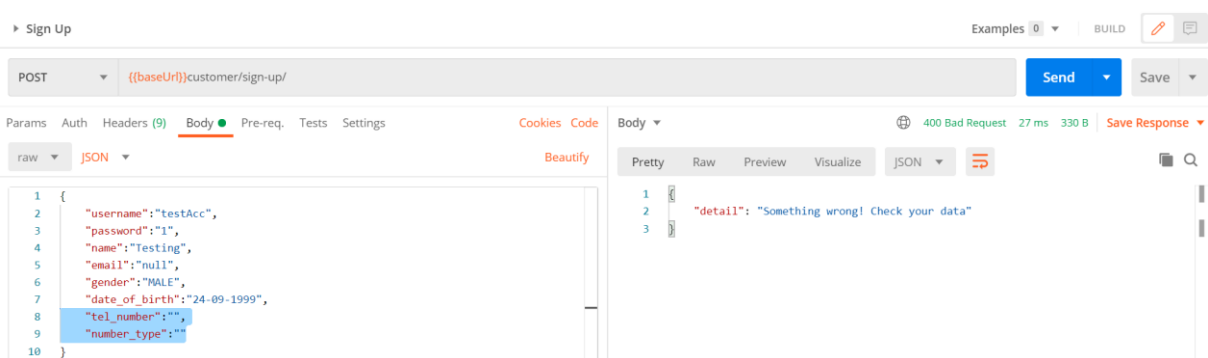 Sign Up
Examples 0 BUILD
POST {{baseUrl}}customer/sign-up/ Send Save
Params Auth Headers (9) Body Pre-req. Tests Settings Cookies Code
raw JSON Beautify
1 {
2 "username":"testAcc",
3 "password":"1",
4 "name":"Testing",
5 "email":"null",
6 "gender":"MALE",
7 "date_of_birth":"24-09-1999",
8 "tel_number":"",
9 "number_type":""
10 }
Body 400 Bad Request 27 ms 330 B Save Response
Pretty Raw Preview Visualize JSON
1 {
2 "detail": "Something wrong! Check your data"
3 }